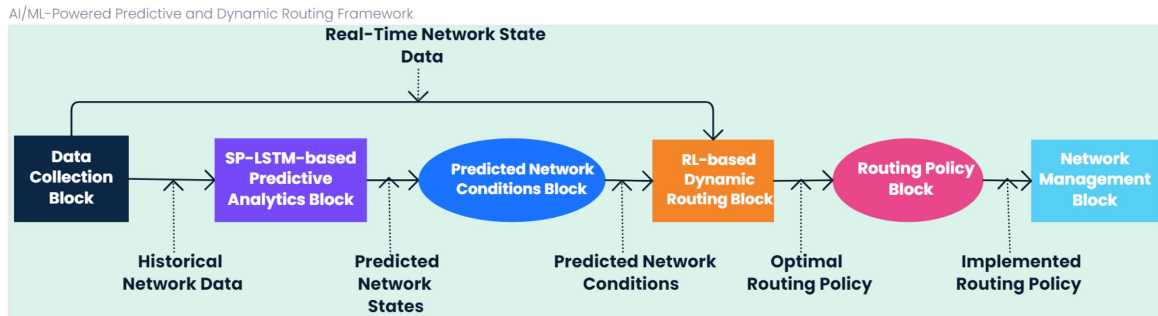 AI/ML-Powered Predictive and Dynamic Routing Framework
Real-Time Network State
Data
Data
Collection
Block
SP-LSTM-based
Predictive
Analytics Block
Predicted Network
Conditions Block
RL-based
Dynamic
Routing Block
Routing Policy
Block
Network
Management
Block
Historical
Network Data
Predicted
Network
States
Predicted Network
Conditions
Optimal
Routing Policy
Implemented
Routing Policy